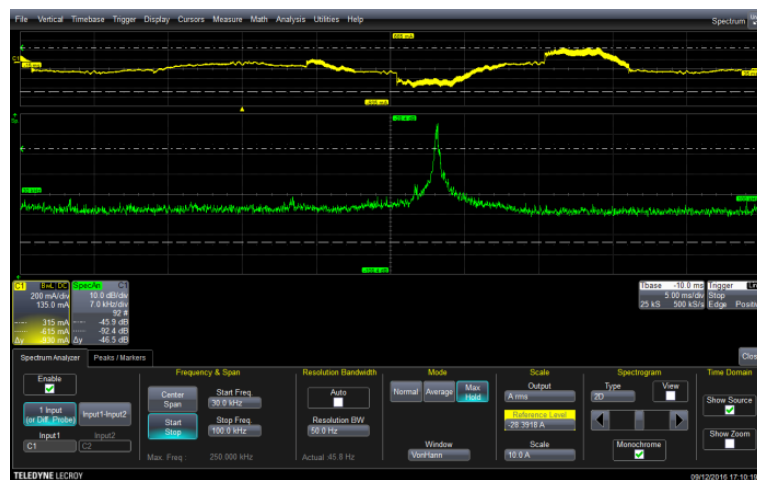 File Vertical Timebase Trigger Display Cursors Measure Math Analysis Utilities Help
Spectrum
C1
C1 BwL DC SpecAn C1
200 mA/div 10.0 dB/div
135.0 mA 7.0 kHz/div
92 #
315 mA -45.9 dB
-615 mA -92.4 dB
Δy -930 mA Δy -46.5 dB
Tbase -10.0 ms Trigger
5.00 ms/div Stop
25 kS 500 kS/s Edge
Spectrum Analyzer Peaks / Markers
Enable
1 Input
(or Diff. Probe)
Input1-Input2
Input1 Input2
C1 C2
Frequency & Span
Center
Span
Start Freq
30.0 kHz
Start
Stop
Stop Freq
100.0 kHz
Max. Freq : 250.000 kHz
Resolution Bandwidth
Auto
Resolution BW
50.0 Hz
Actual :45.8 Hz
Mode
Normal Average Max
Hold
Window
VonHann
Scale
Output
A rms
Reference Level
-28.3918 A
Scale
10.0 A
Spectrogram
Type View
2D
Monochrome
Time Domain
Show Source
Show Zoom
TELEDYNE LECROY
09/12/2016 17:10:19